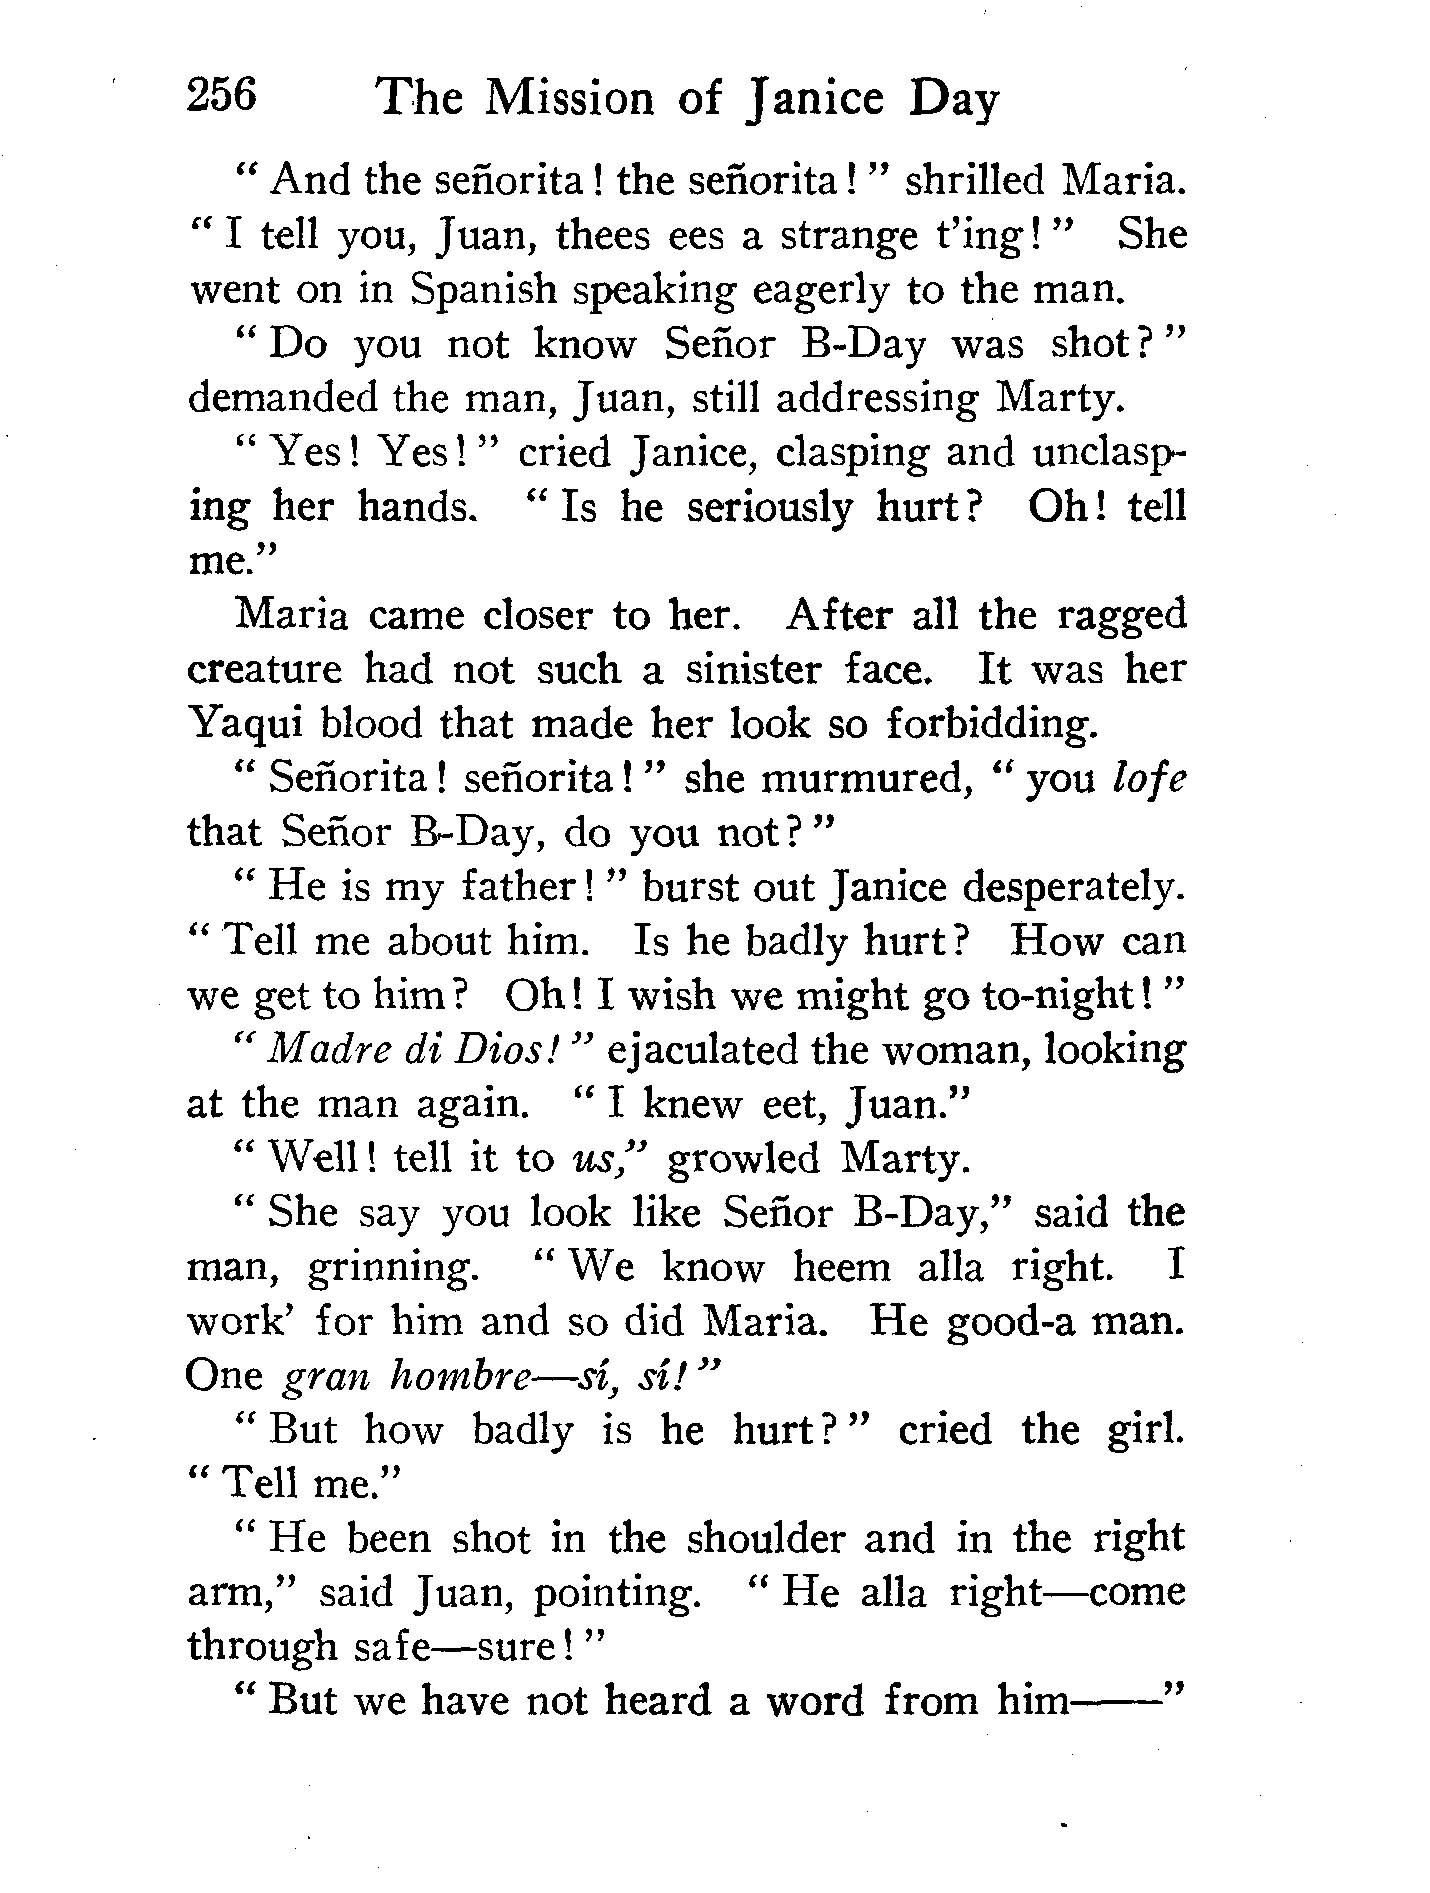 256 The Mission of Janice Day
“ And the señorita ! the señorita ! ” shrilled Maria.
“ I tell you, Juan, thees ees a strange t’ing! ” She
went on in Spanish speaking eagerly to the man.
“ Do you not know Señor B-Day was shot? ”
demanded the man, Juan, still addressing Marty.
“ Yes! Yes! ” cried Janice, clasping and unclasp-
ing her hands. “ Is he seriously hurt? Oh! tell
me.”
Maria came closer to her. After all the ragged
creature had not such a sinister face. It was her
Yaqui blood that made her look so forbidding.
“ Señorita ! señorita ! ” she murmured, “ you lofe
that Señor B-Day, do you not? ”
“ He is my father! ” burst out Janice desperately.
“ Tell me about him. Is he badly hurt? How can
we get to him? Oh! I wish we might go to-night! ”
“ Madre di Dios! ” ejaculated the woman, looking
at the man again. “ I knew eet, Juan.”
“ Well! tell it to us,” growled Marty.
“ She say you look like Señor B-Day,” said the
man, grinning. “ We know heem alla right. I
work’ for him and so did Maria. He good-a man.
One gran hombre—sí, sí! ”
“ But how badly is he hurt? ” cried the girl.
“ Tell me.”
“ He been shot in the shoulder and in the right
arm,” said Juan, pointing. “ He alla right—come
through safe—sure! ”
“ But we have not heard a word from him——”